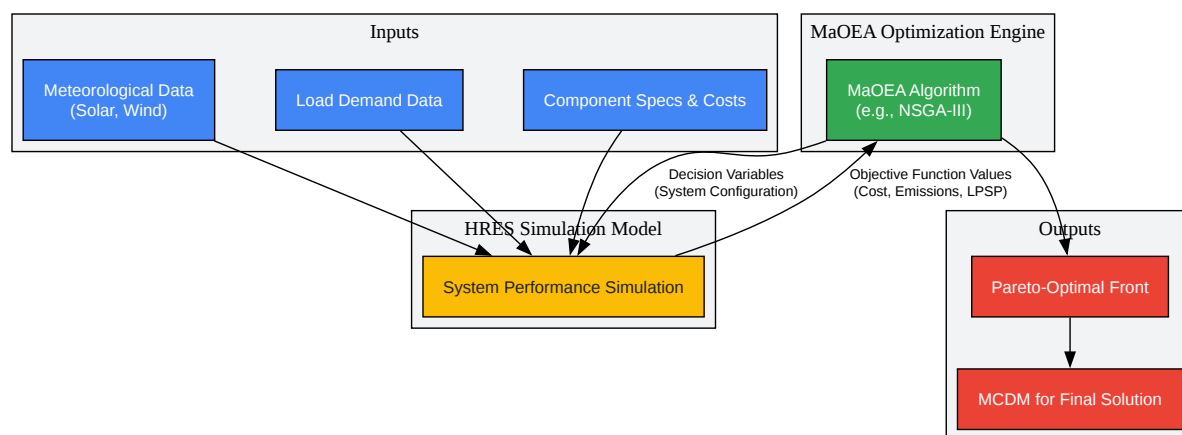 Inputs
MaOEA Optimization Engine
Meteorological Data
(Solar, Wind)
Load Demand Data
Component Specs & Costs
MaOEA Algorithm
(e.g., NSGA-III)
Decision Variables
(System Configuration)
Objective Function Values
(Cost, Emissions, LPSP)
HRES Simulation Model
System Performance Simulation
Outputs
Pareto-Optimal Front
MCDM for Final Solution